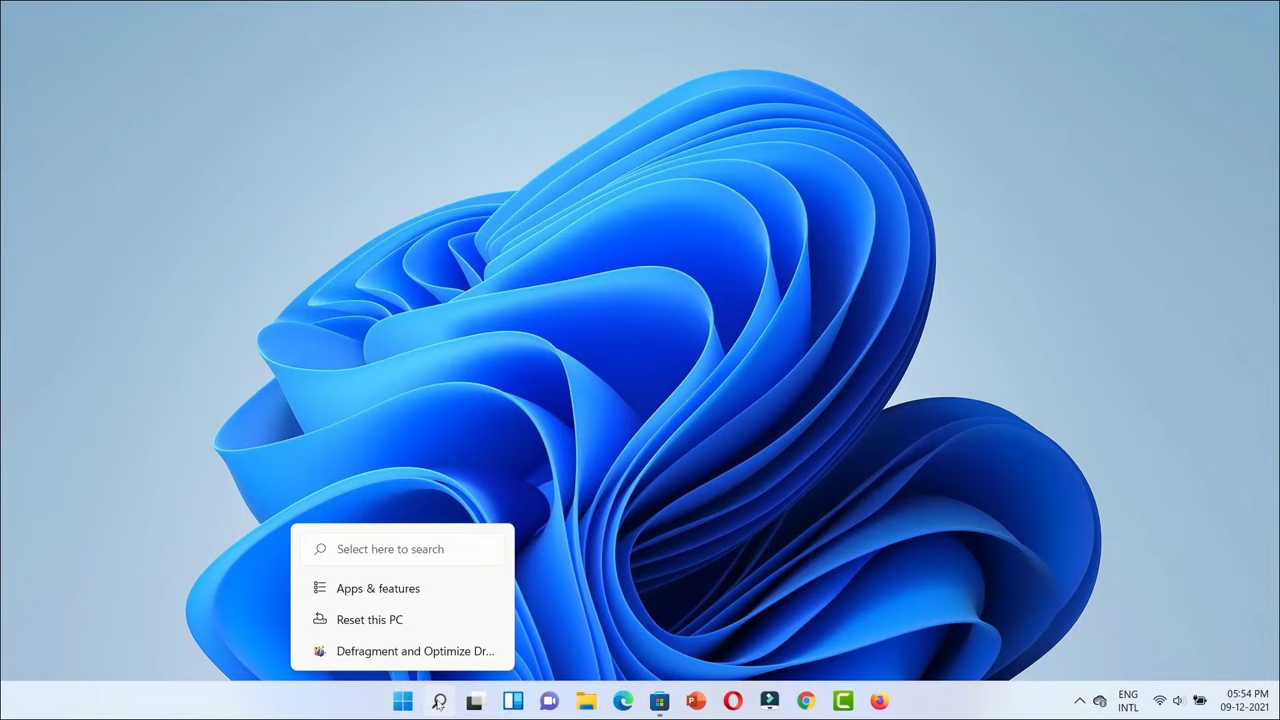 Select here to search
Apps & features
Reset this PC
Defragment and Optimize Dr...
ENG
INTL
05:54 PM
09-12-2021